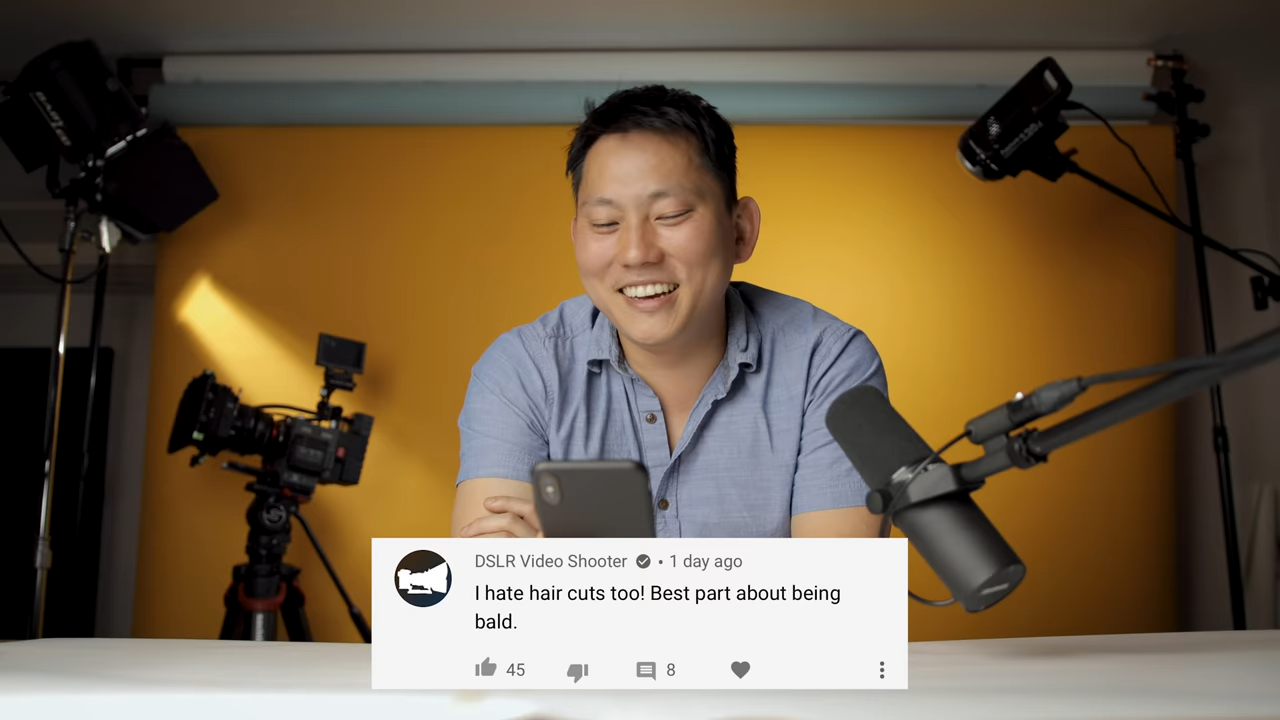 DSLR Video Shooter • 1 day ago
I hate hair cuts too! Best part about being
bald.
45 8